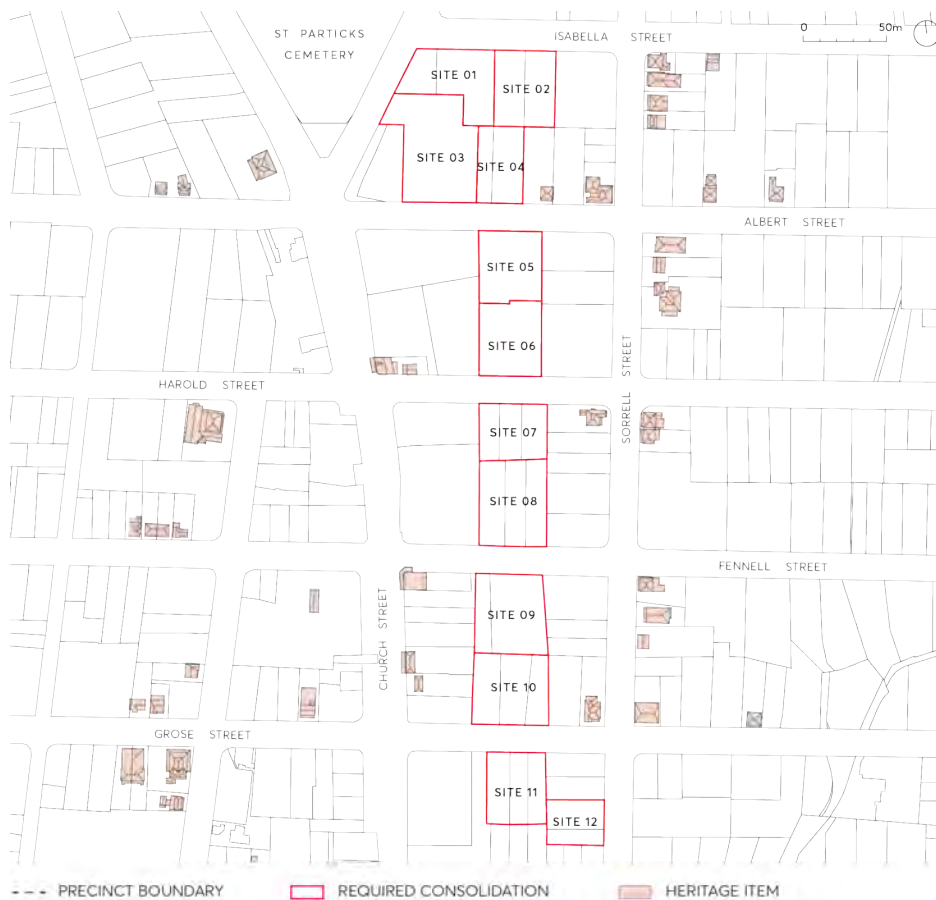 ST PARTICKS
CEMETERY
ISABELLA STREET
0 50m
SITE 01
SITE 02
SITE 03
SITE 04
ALBERT STREET
SITE 05
SITE 06
HAROLD STREET
SORRELL STREET
SITE 07
SITE 08
FENNELL STREET
CHURCH STREET
SITE 09
SITE 10
GROSE STREET
SITE 11
SITE 12
PRECINCT BOUNDARY
REQUIRED CONSOLIDATION
HERITAGE ITEM